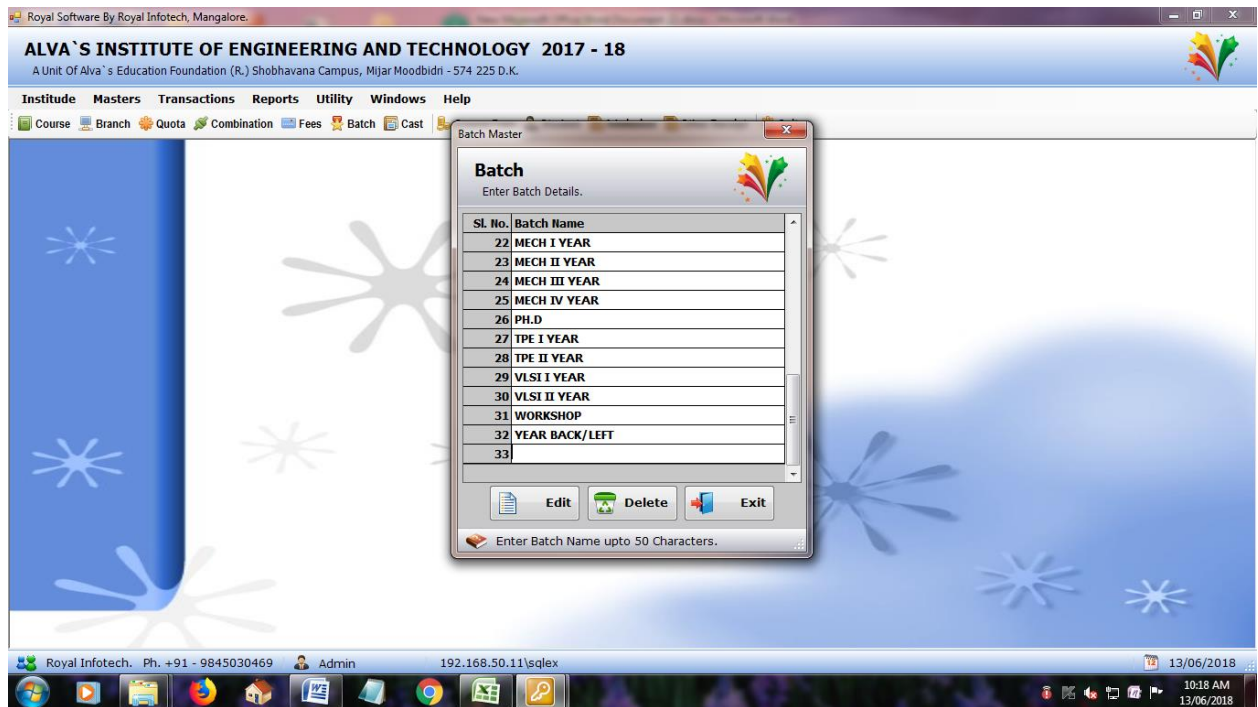 Royal Software By Royal Infotech, Mangalore.
ALVA`S INSTITUTE OF ENGINEERING AND TECHNOLOGY 2017 - 18
A Unit Of Alva`s Education Foundation (R.) Shobhavana Campus, Mijar Moodbidri - 574 225 D.K.
Institude Masters Transactions Reports Utility Windows Help
Course Branch Quota Combination Fees Batch Cast
Batch Master
Batch
Enter Batch Details.
Sl. No. Batch Name
22 MECH I YEAR
23 MECH II YEAR
24 MECH III YEAR
25 MECH IV YEAR
26 PH.D
27 TPE I YEAR
28 TPE II YEAR
29 VLSI I YEAR
30 VLSI II YEAR
31 WORKSHOP
32 YEAR BACK/LEFT
33
Edit Delete Exit
Enter Batch Name upto 50 Characters.
Royal Infotech. Ph. +91 - 9845030469 Admin 192.168.50.11\sqlex 13/06/2018
10:18 AM
13/06/2018